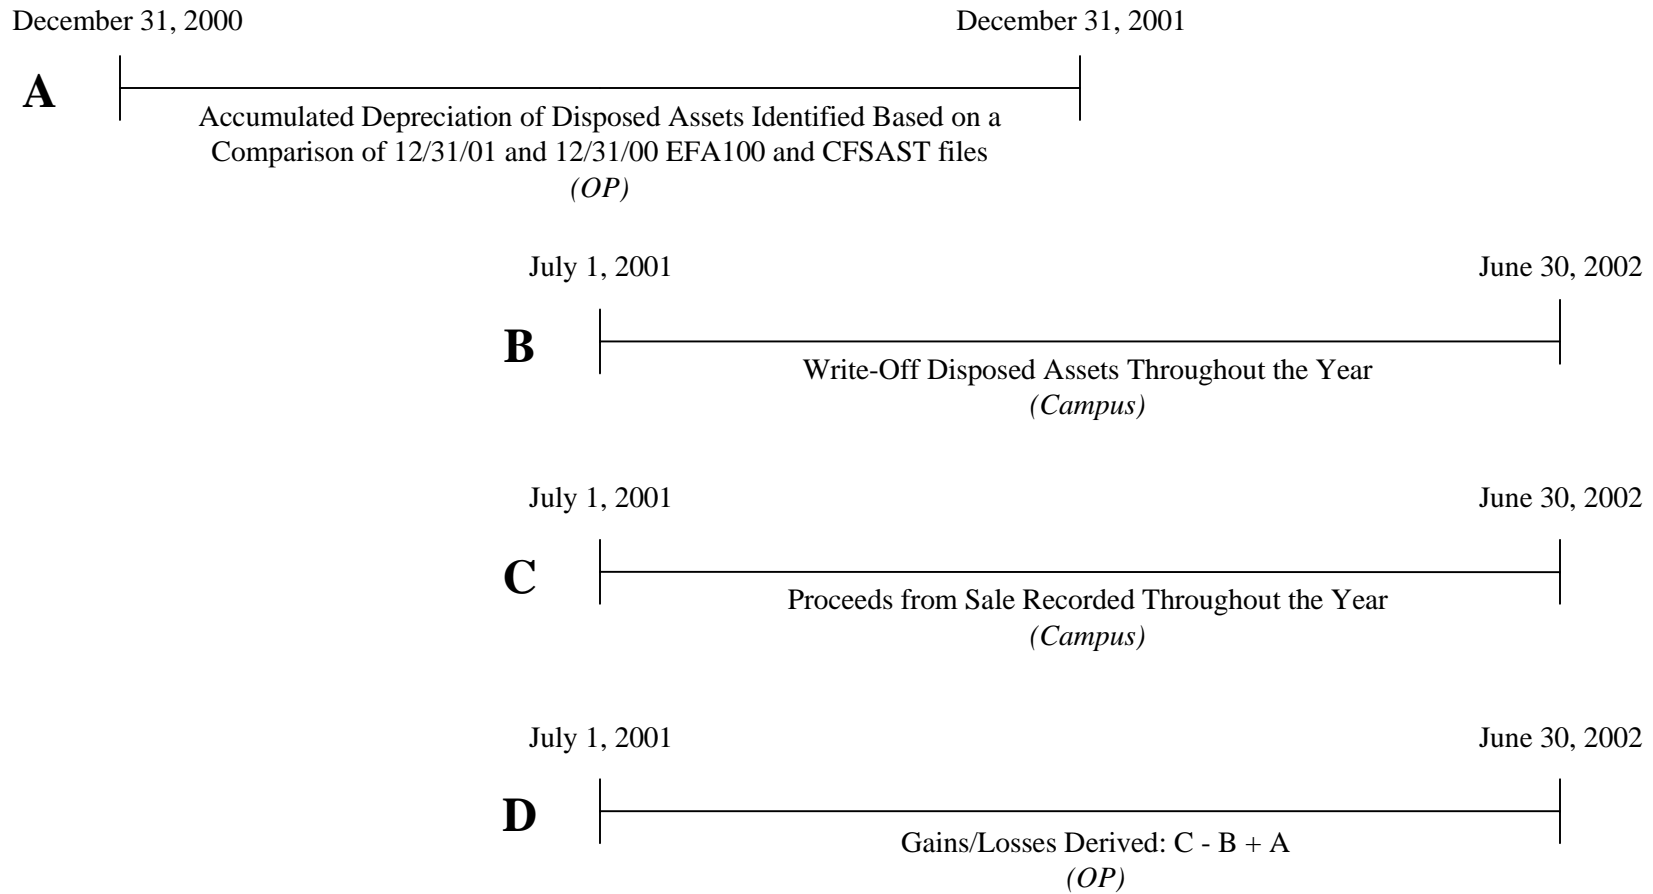 December 31, 2000 December 31, 2001
A
Accumulated Depreciation of Disposed Assets Identified Based on a
Comparison of 12/31/01 and 12/31/00 EFA100 and CFSAST files
(OP)
July 1, 2001 June 30, 2002
B
Write-Off Disposed Assets Throughout the Year
(Campus)
July 1, 2001 June 30, 2002
C
Proceeds from Sale Recorded Throughout the Year
(Campus)
July 1, 2001 June 30, 2002
D
Gains/Losses Derived: C - B + A
(OP)